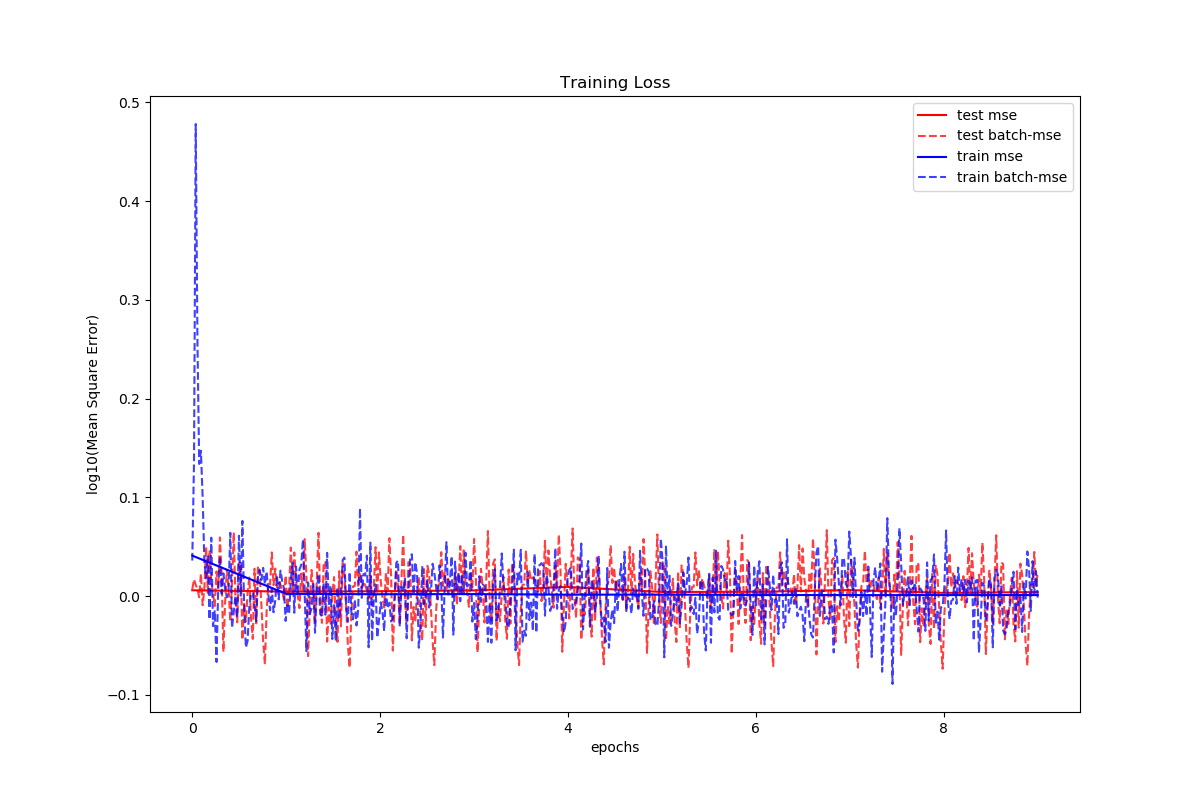 Training Loss
0.5
0.4
0.3
0.2
0.1
0.0
−0.1
log10(Mean Square Error)
test mse
test batch-mse
train mse
train batch-mse
0 2 4 6 8
epochs